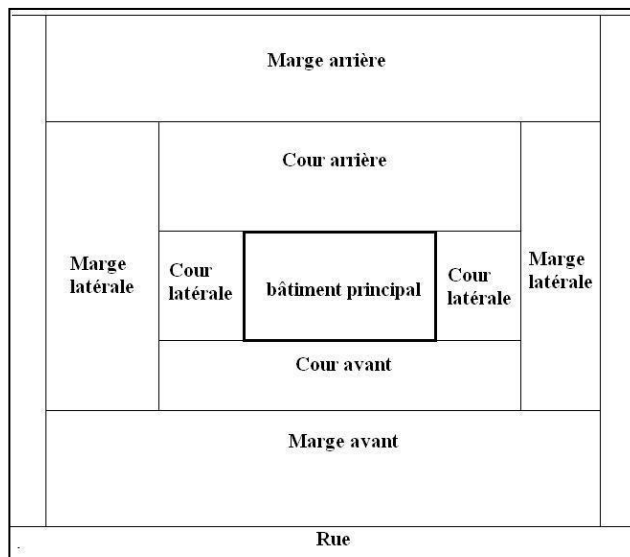 Marge arrière
Cour arrière
Marge
latérale
Cour
latérale
bâtiment principal
Cour
latérale
Marge
latérale
Cour avant
Marge avant
Rue